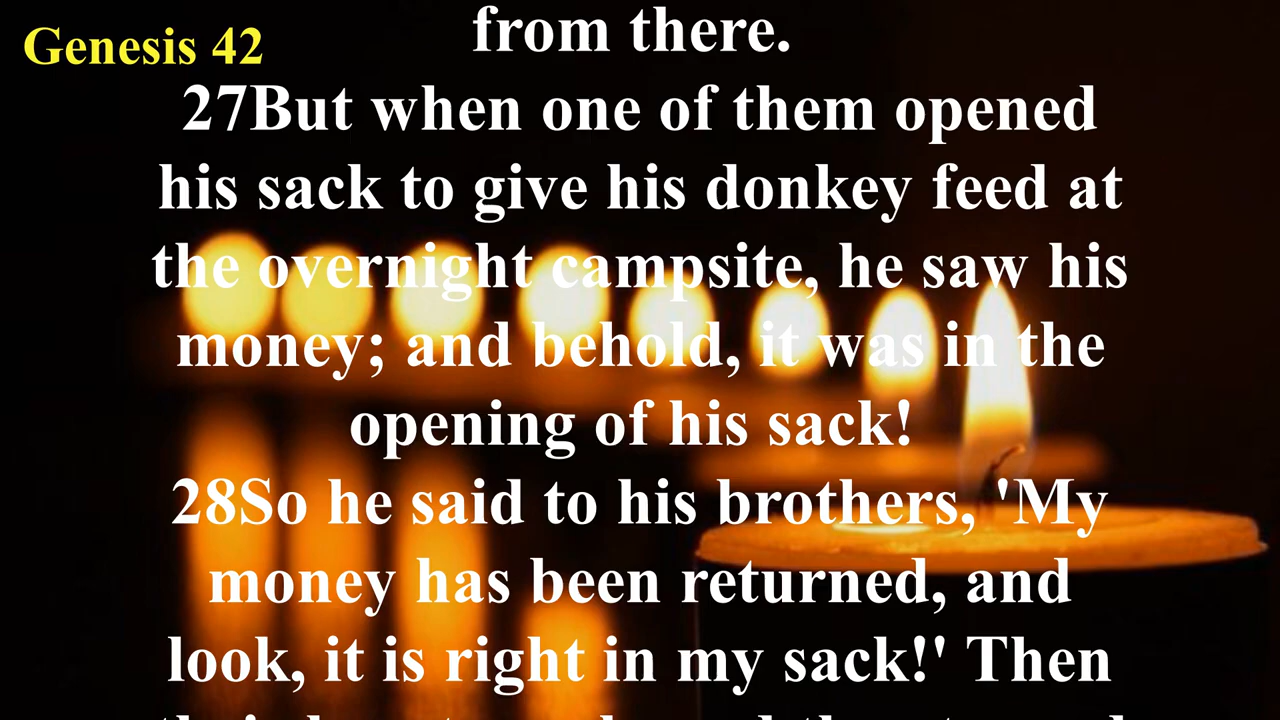 Genesis 42
from there.
27But when one of them opened
his sack to give his donkey feed at
the overnight campsite, he saw his
money; and behold, it was in the
opening of his sack!
28So he said to his brothers, 'My
money has been returned, and
look, it is right in my sack!' Then